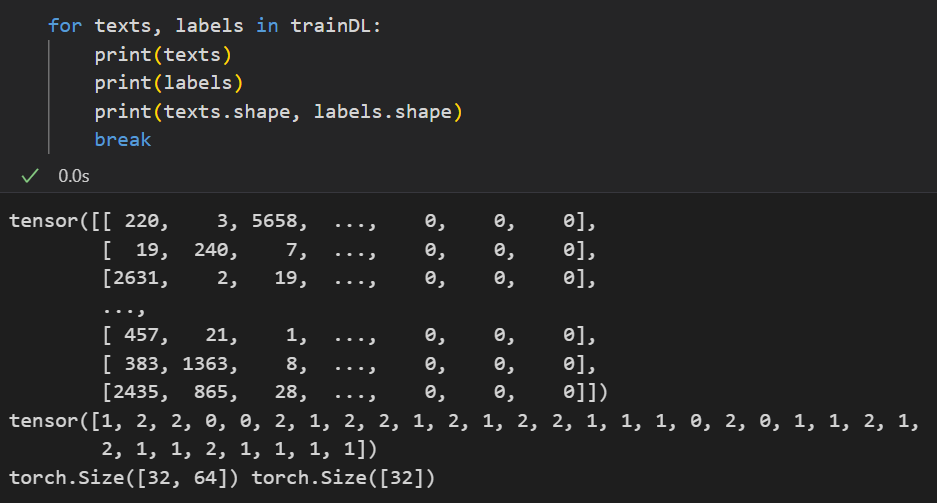 for texts, labels in trainDL:
    print(texts)
    print(labels)
    print(texts.shape, labels.shape)
    break
0.0s
tensor([[ 220,    3, 5658,  ...,    0,    0,    0],
        [  19,  240,    7,  ...,    0,    0,    0],
        [2631,    2,   19,  ...,    0,    0,    0],
        ...,
        [ 457,   21,    1,  ...,    0,    0,    0],
        [ 383, 1363,    8,  ...,    0,    0,    0],
        [2435,  865,   28,  ...,    0,    0,    0]])
tensor([1, 2, 2, 0, 0, 2, 1, 2, 2, 1, 2, 1, 2, 2, 1, 1, 1, 0, 2, 0, 1, 1, 2, 1,
        2, 1, 1, 2, 1, 1, 1, 1])
torch.Size([32, 64]) torch.Size([32])